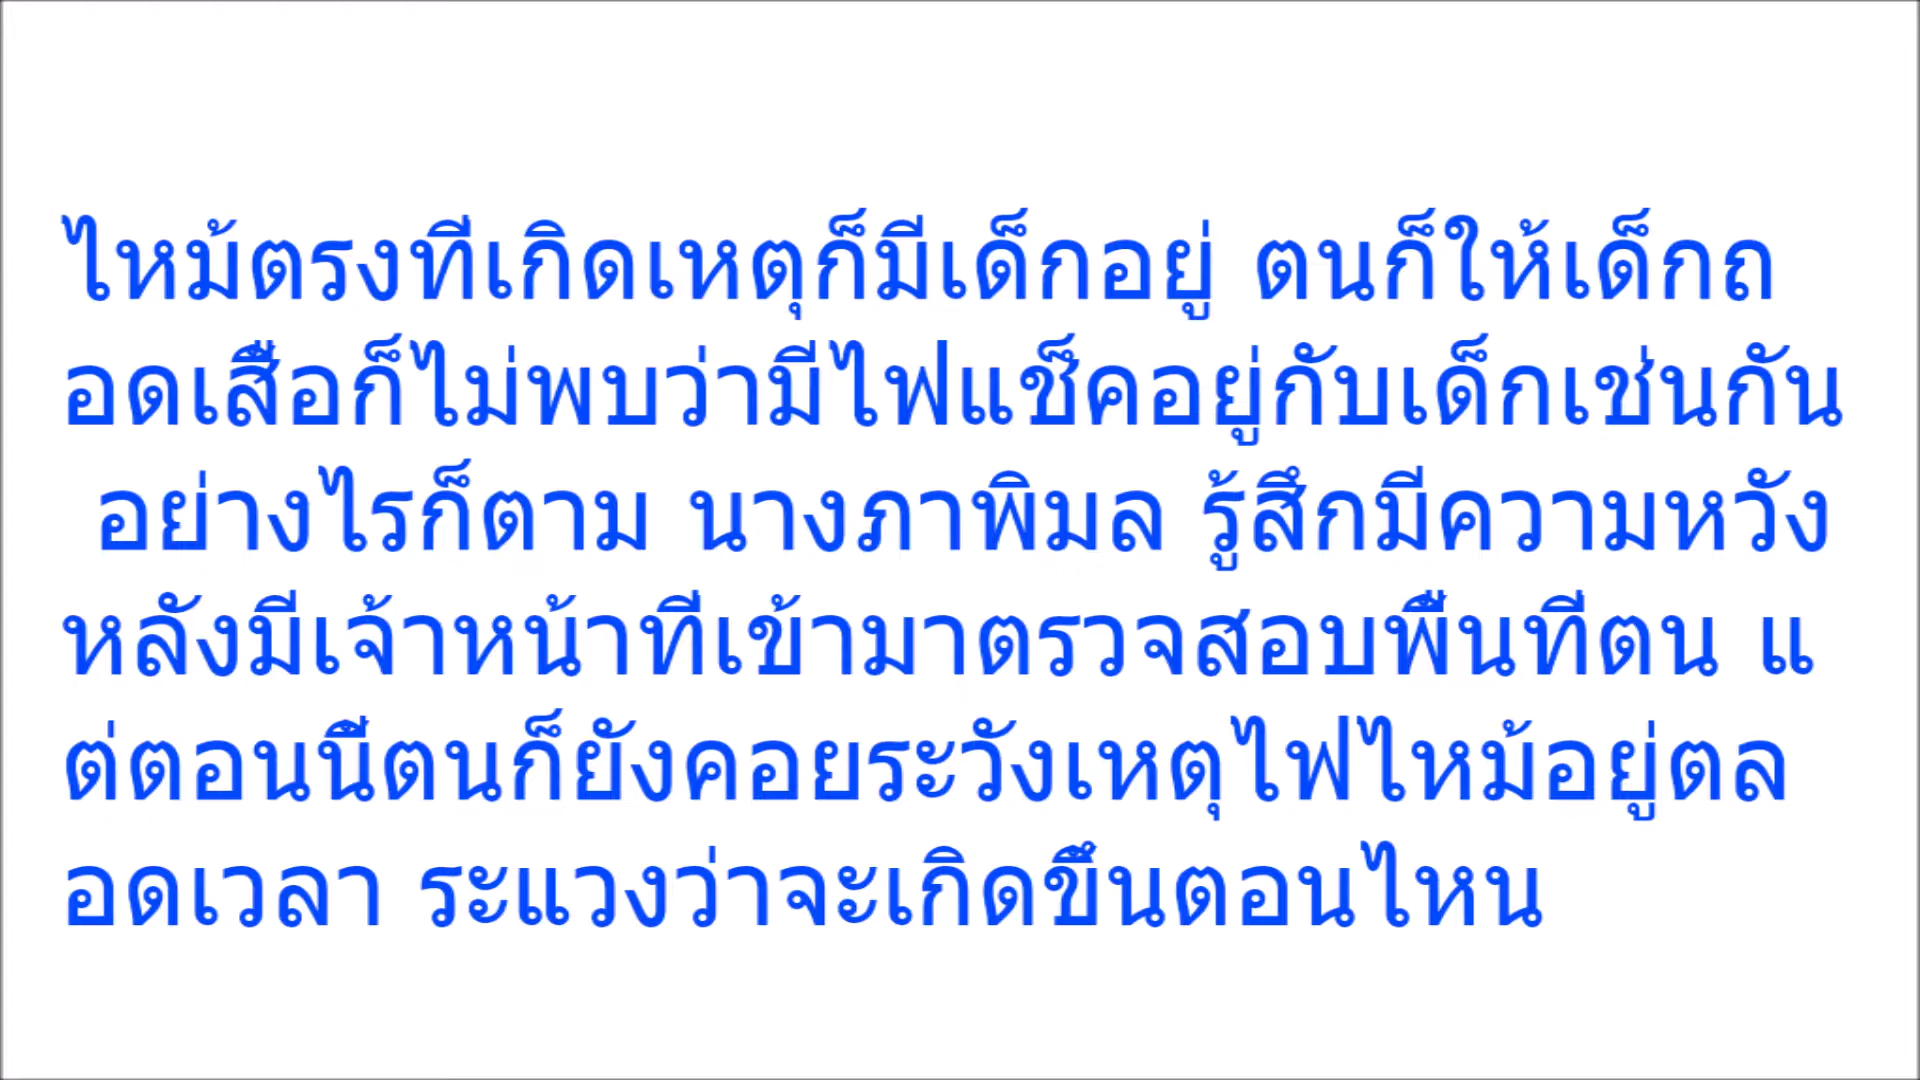 ไหม้ตรงที่เกิดเหตุก็มีเด็กอยู่ ตนก็ให้เด็กถ
อดเสื้อก็ไม่พบว่ามีไฟแช็คอยู่กับเด็กเช่นกัน
อย่างไรก็ตาม นางภาพิมล รู้สึกมีความหวัง
หลังมีเจ้าหน้าที่เข้ามาตรวจสอบพื้นที่ตน แ
ต่ตอนนี้ตนก็ยังคอยระวังเหตุไฟไหม้อยู่ตล
อดเวลา ระแวงว่าจะเกิดขึ้นตอนไหน